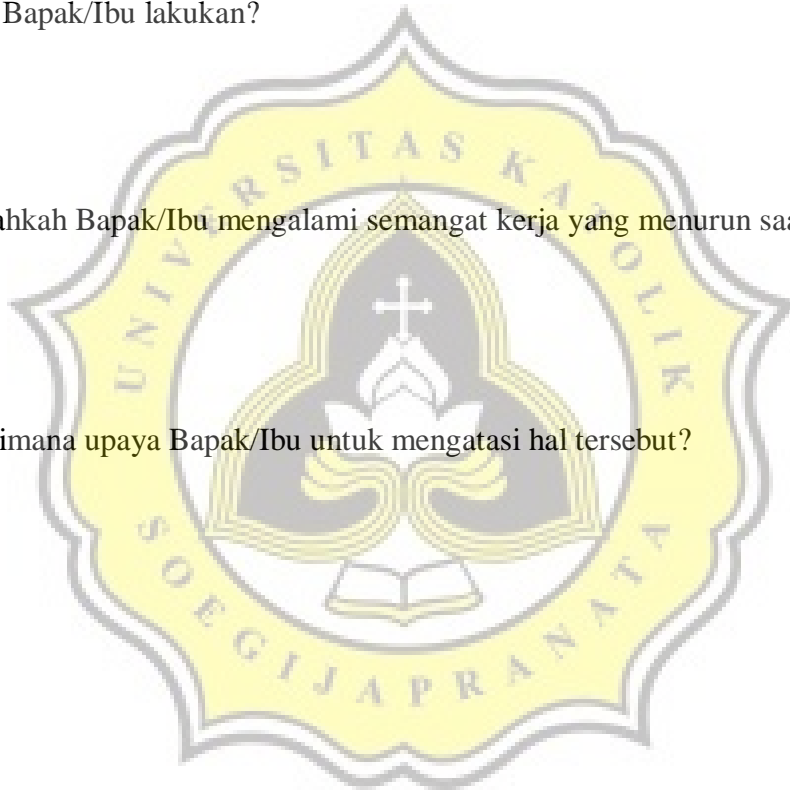 Bapak/Ibu lakukan?
UNIVERSITAS KATOLIK
ahkah Bapak/Ibu mengalami semangat kerja yang menurun saa
imana upaya Bapak/Ibu untuk mengatasi hal tersebut?
SOEGIJAPRANATA